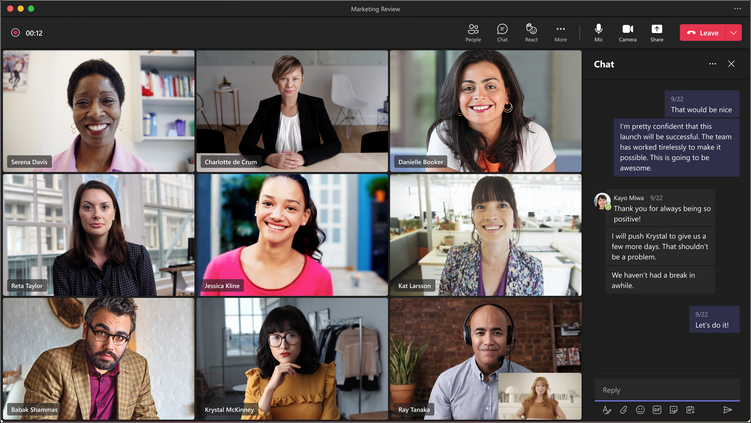 Marketing Review
00:12
People
Chat
React
More
Mic
Camera
Share
Leave
Serena Davis
Charlotte de Crum
Danielle Booker
Reta Taylor
Jessica Kline
Kat Larsson
Babak Shammas
Krystal McKinney
Ray Tanaka
Chat
9/22
That would be nice
I'm pretty confident that this
launch will be successful. The team
has worked tirelessly to make it
possible. This is going to be
awesome.
Kayo Miwa 9/22
Thank you for always being so
positive!
I will push Krystal to give us a
few more days. That shouldn't
be a problem.
We haven't had a break in
awhile.
9/22
Let's do it!
Reply